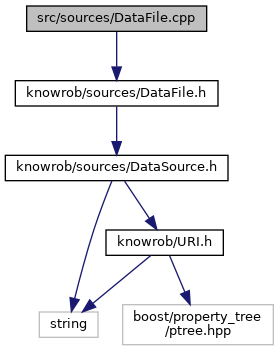 src/sources/DataFile.cpp
knowrob/sources/DataFile.h
knowrob/sources/DataSource.h
knowrob/URI.h
string
boost/property_tree
/ptree.hpp